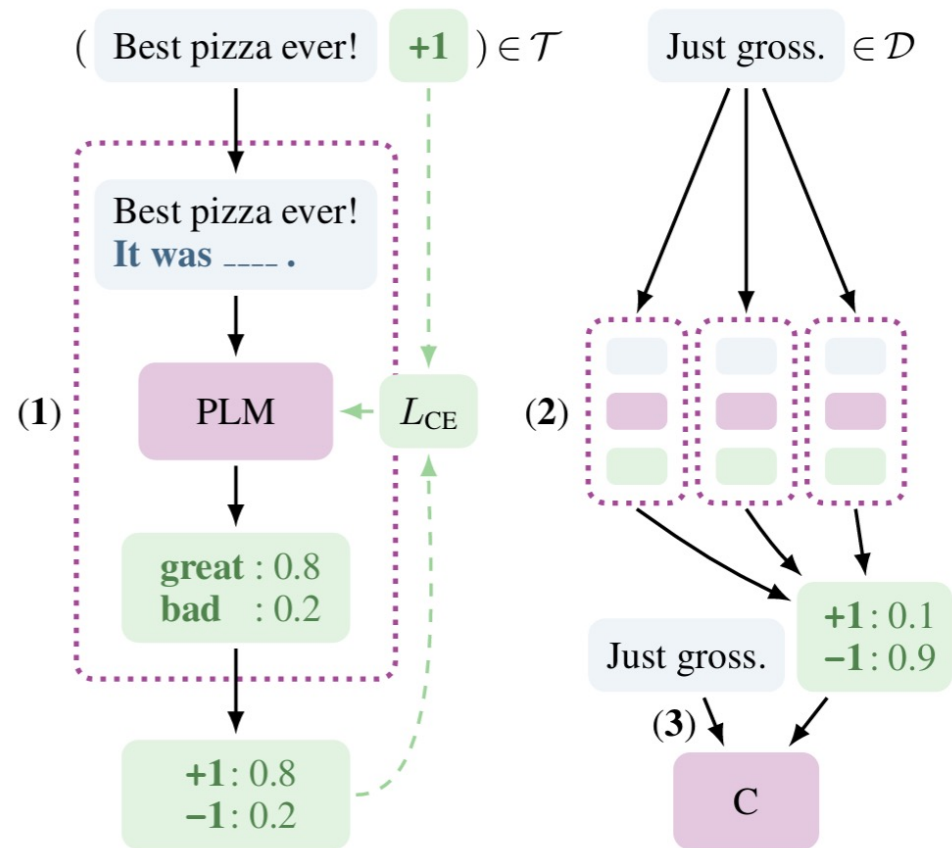 ( Best pizza ever! +1 ) ∈ 𝒯
Best pizza ever!
It was ____ .
(1)
PLM
L_CE
great : 0.8
bad : 0.2
+1: 0.8
−1: 0.2
Just gross. ∈ 𝒟
(2)
+1: 0.1
−1: 0.9
Just gross.
(3)
C